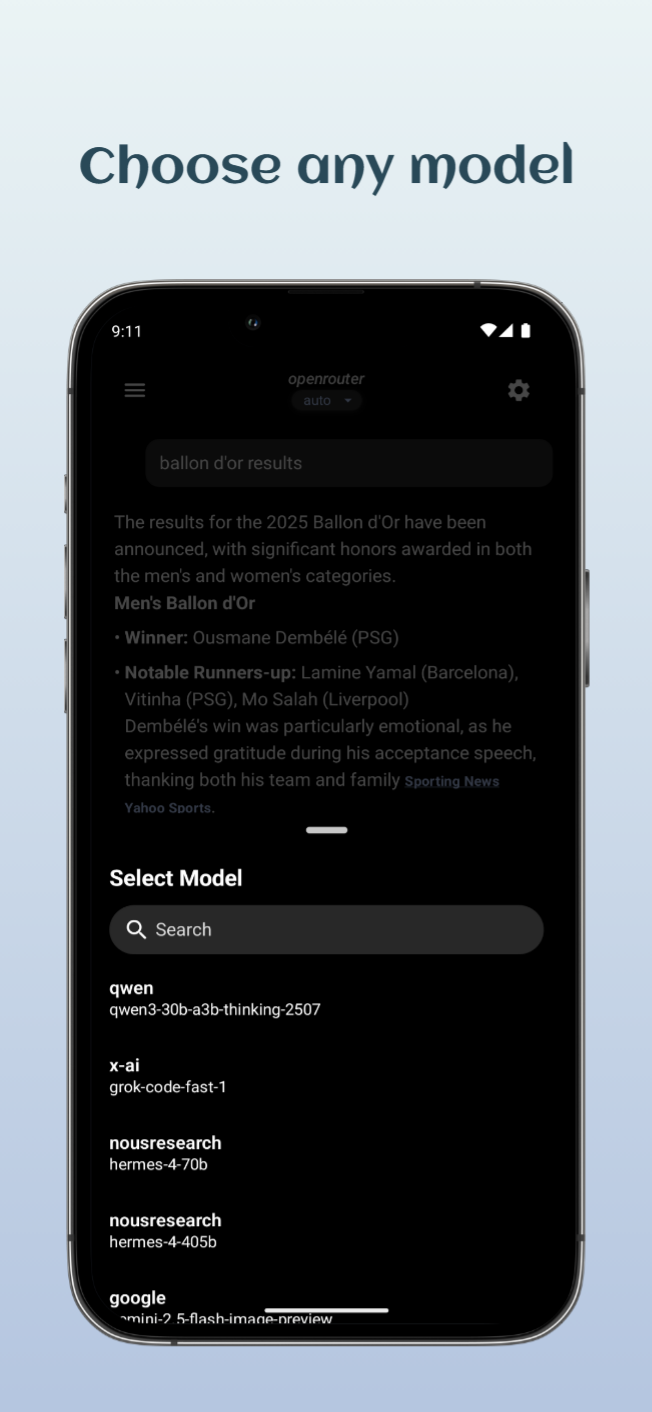 Choose any model
9:11
openrouter
auto
ballon d'or results
The results for the 2025 Ballon d'Or have been
announced, with significant honors awarded in both
the men's and women's categories.
Men's Ballon d'Or
• Winner: Ousmane Dembélé (PSG)
• Notable Runners-up: Lamine Yamal (Barcelona),
Vitinha (PSG), Mo Salah (Liverpool)
Dembélé's win was particularly emotional, as he
expressed gratitude during his acceptance speech,
thanking both his team and family Sporting News
Yahoo Sports.
Select Model
Search
qwen
qwen3-30b-a3b-thinking-2507
x-ai
grok-code-fast-1
nousresearch
hermes-4-70b
nousresearch
hermes-4-405b
google
emini-2.5-flash-image-preview